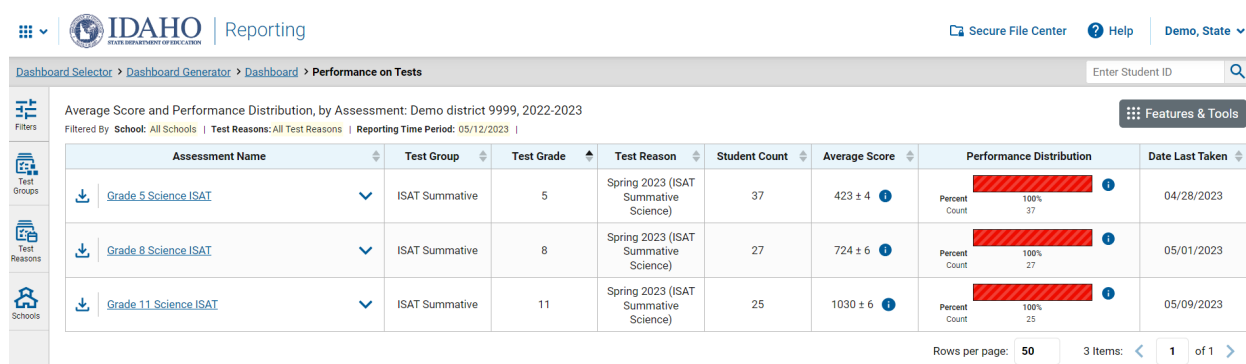 IDAHO
STATE DEPARTMENT OF EDUCATION
Reporting
Secure File Center
Help
Demo, State
Dashboard Selector > Dashboard Generator > Dashboard > Performance on Tests
Enter Student ID
Filters
Average Score and Performance Distribution, by Assessment: Demo district 9999, 2022-2023
Features & Tools
Filtered By School: All Schools | Test Reasons: All Test Reasons | Reporting Time Period: 05/12/2023 |
Assessment Name Test Group Test Grade Test Reason Student Count Average Score Performance Distribution Date Last Taken
Test
Groups
Grade 5 Science ISAT ISAT Summative 5 Spring 2023 (ISAT
Summative
Science) 37 423 ± 4
Percent 100%
Count 37
04/28/2023
Test
Reasons
Grade 8 Science ISAT ISAT Summative 8 Spring 2023 (ISAT
Summative
Science) 27 724 ± 6
Percent 100%
Count 27
05/01/2023
Schools
Grade 11 Science ISAT ISAT Summative 11 Spring 2023 (ISAT
Summative
Science) 25 1030 ± 6
Percent 100%
Count 25
05/09/2023
Rows per page: 50 3 Items: 1 of 1